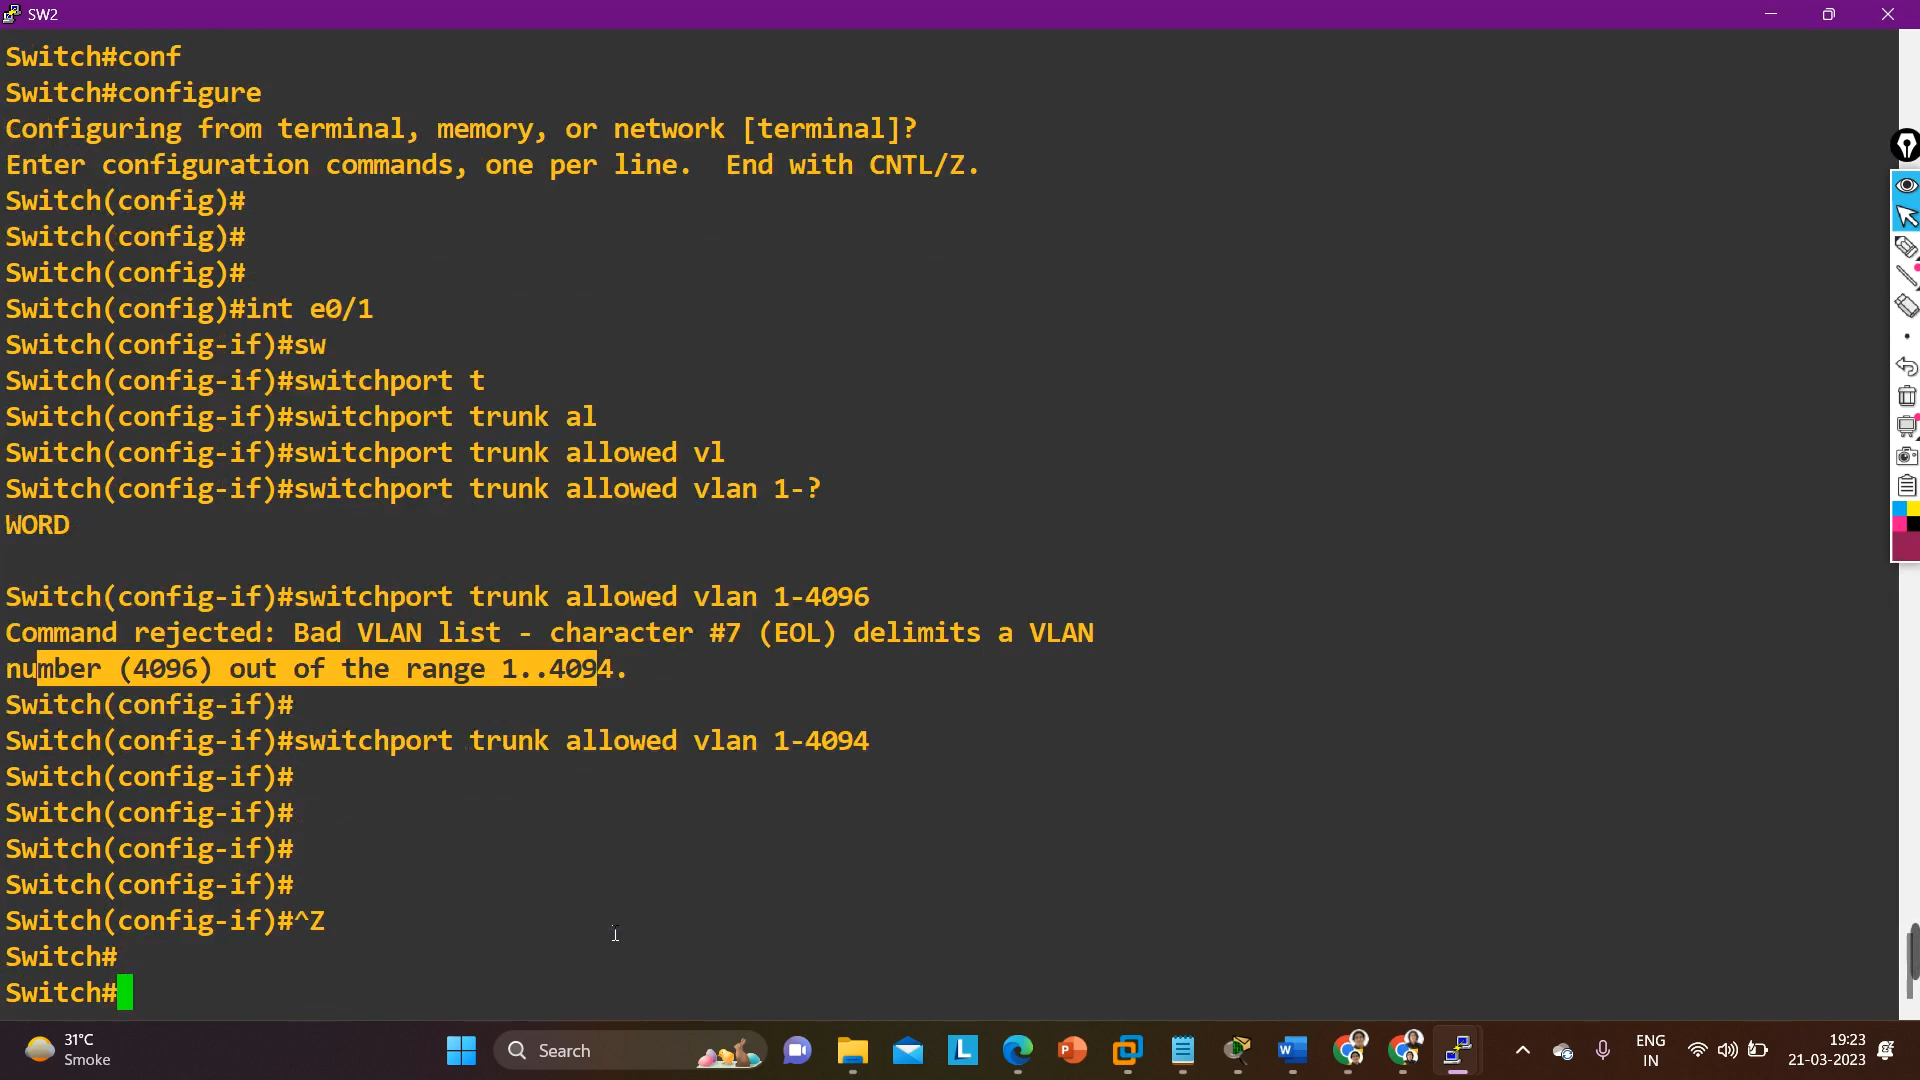 SW2
Switch#conf
Switch#configure
Configuring from terminal, memory, or network [terminal]?
Enter configuration commands, one per line.  End with CNTL/Z.
Switch(config)#
Switch(config)#
Switch(config)#
Switch(config)#int e0/1
Switch(config-if)#sw
Switch(config-if)#switchport t
Switch(config-if)#switchport trunk al
Switch(config-if)#switchport trunk allowed vl
Switch(config-if)#switchport trunk allowed vlan 1-?
WORD
Switch(config-if)#switchport trunk allowed vlan 1-4096
Command rejected: Bad VLAN list - character #7 (EOL) delimits a VLAN
number (4096) out of the range 1..4094.
Switch(config-if)#
Switch(config-if)#switchport trunk allowed vlan 1-4094
Switch(config-if)#
Switch(config-if)#
Switch(config-if)#
Switch(config-if)#
Switch(config-if)#^Z
Switch#
Switch#
31°C
Smoke
Search
L
P
W
ENG
IN
19:23
21-03-2023